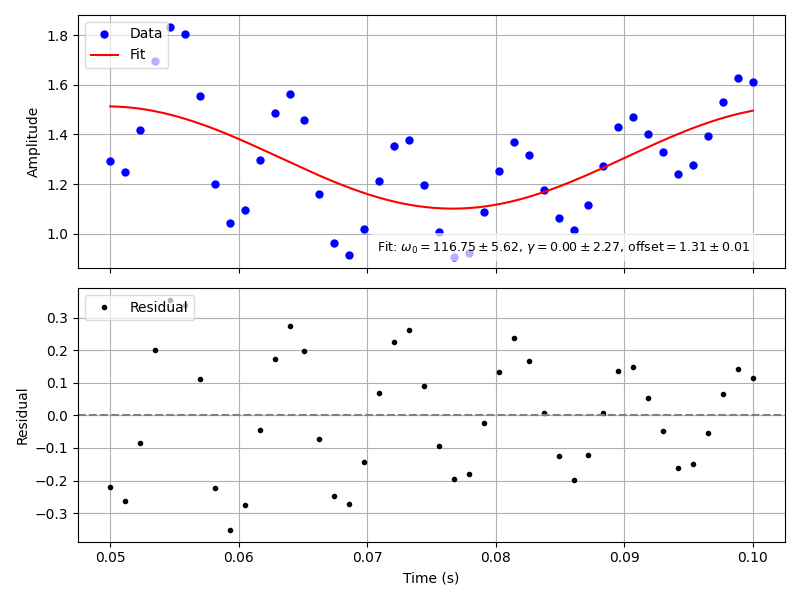 Amplitude
1.8
1.6
1.4
1.2
1.0
Data
Fit
Fit: ω₀ = 116.75 ± 5.62, γ = 0.00 ± 2.27, offset = 1.31 ± 0.01
Residual
0.3
0.2
0.1
0.0
−0.1
−0.2
−0.3
Residual
0.05 0.06 0.07 0.08 0.09 0.10
Time (s)